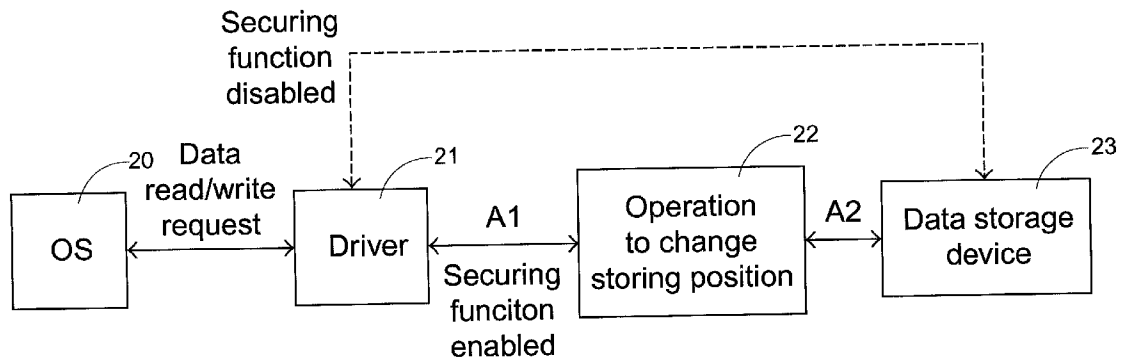 Securing
function
disabled
20
Data
read/write
request
21
22
23
OS
Driver
A1
Securing
funciton
enabled
Operation
to change
storing position
A2
Data storage
device